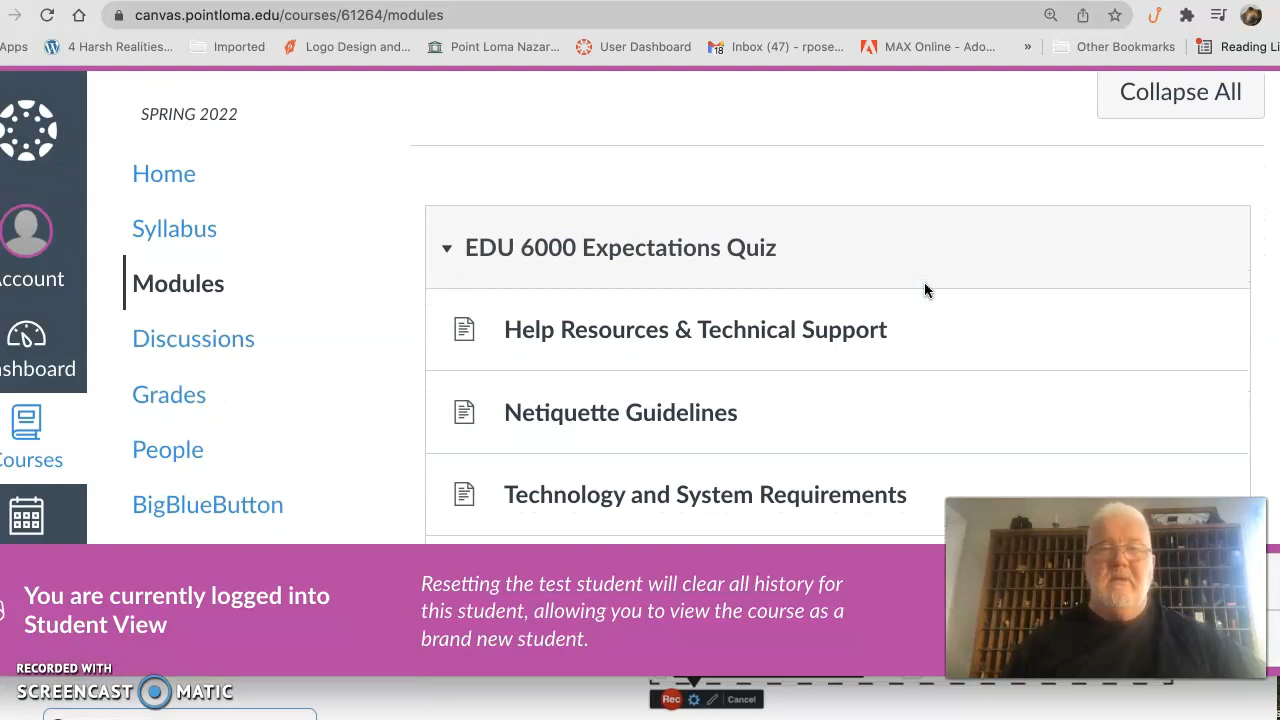 canvas.pointloma.edu/courses/61264/modules
Apps
4 Harsh Realities...
Imported
Logo Design and...
Point Loma Nazar...
User Dashboard
18
Inbox (47) - rpose...
MAX Online - Ado...
»
Other Bookmarks
Reading Li
SPRING 2022
Collapse All
Home
Syllabus
Modules
Discussions
Grades
People
BigBlueButton
ccount
shboard
Courses
EDU 6000 Expectations Quiz
Help Resources & Technical Support
Netiquette Guidelines
Technology and System Requirements
You are currently logged into
Student View
Resetting the test student will clear all history for
this student, allowing you to view the course as a
brand new student.
RECORDED WITH
SCREENCAST MATIC
Rec
Cancel